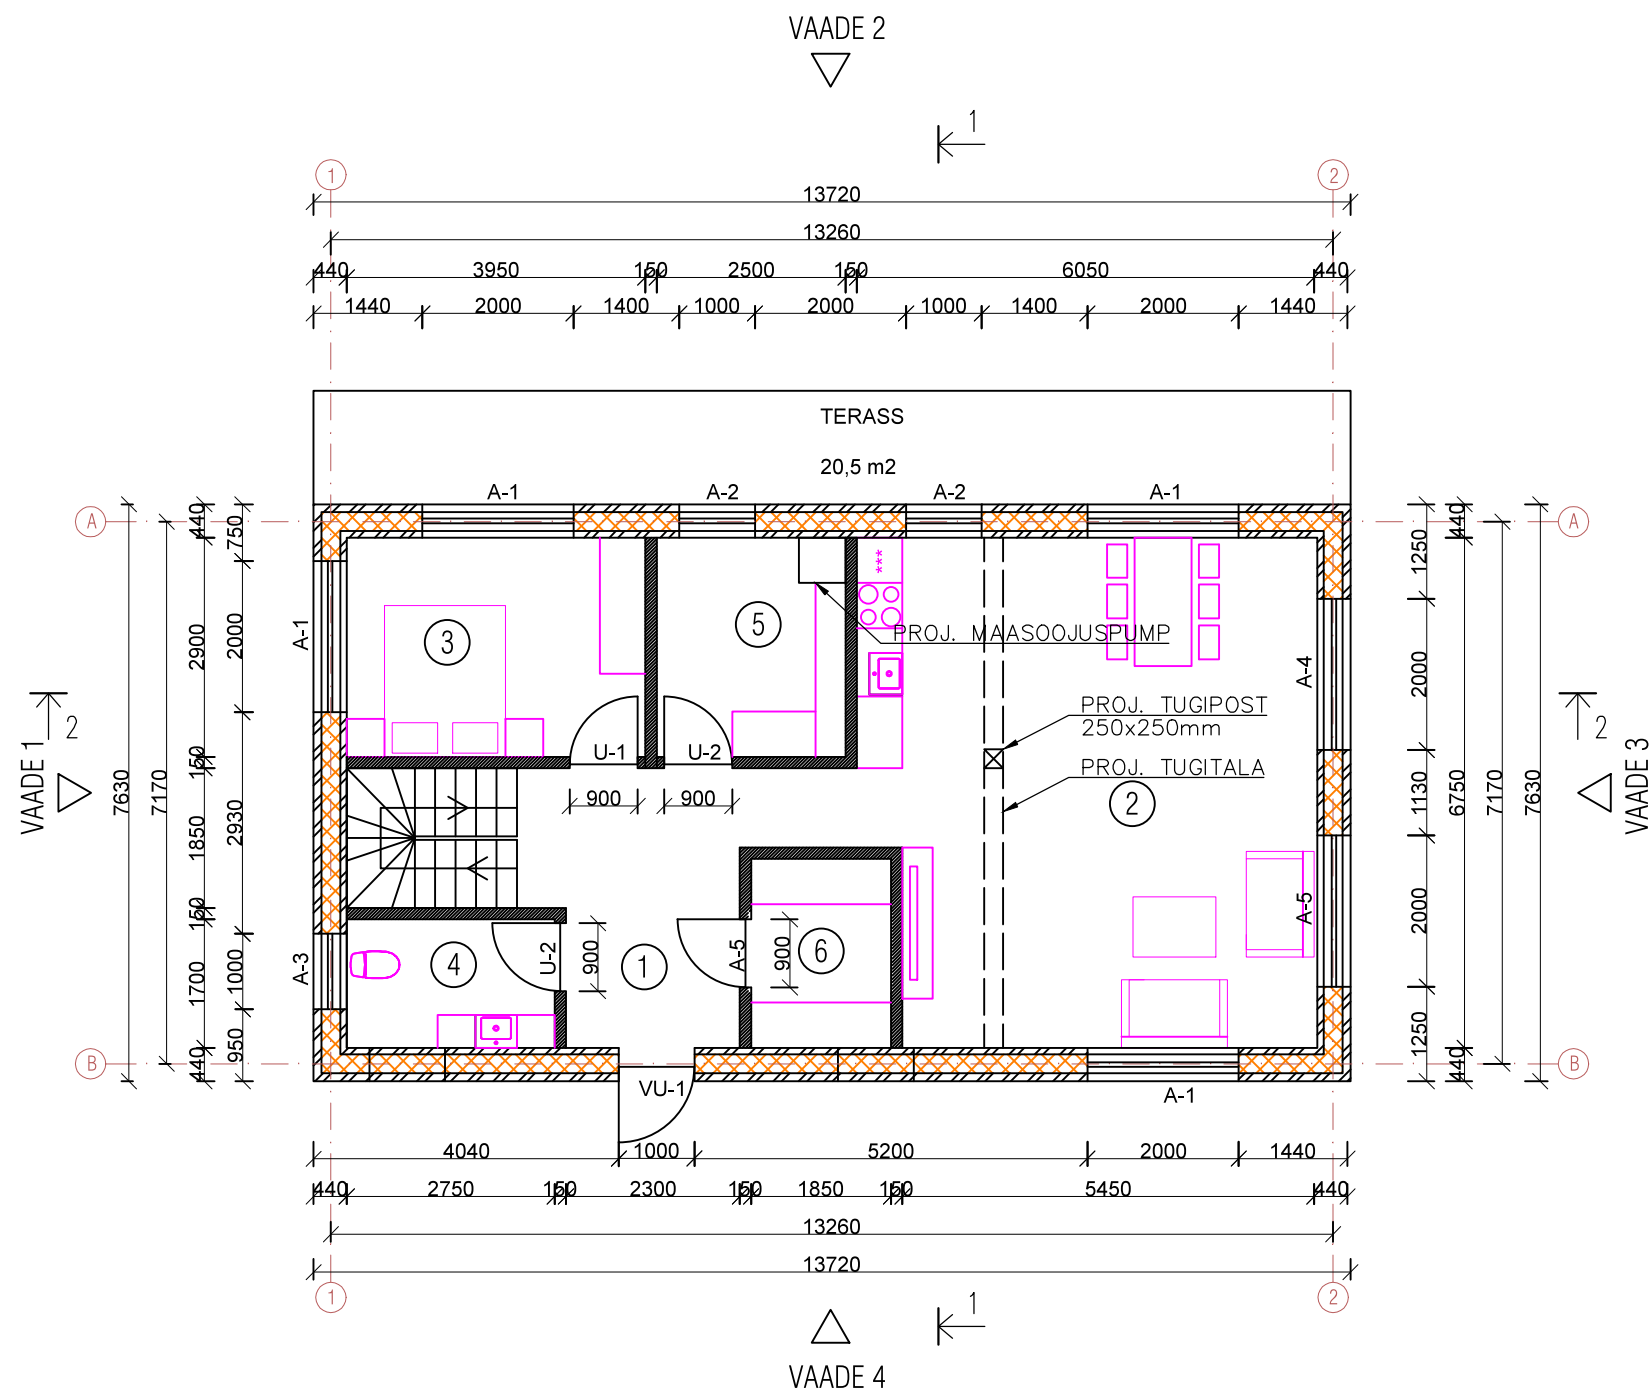 VAADE 2
1
1 2
13720
13260
440 3950 150 2500 150 6050 440
1440 2000 1400 1000 2000 1000 1400 2000 1440
TERASS
20,5 m2
A-1 A-2 A-2 A-1
A A
440 750 1250 440
A-1 A-4
2900 2000 2000
3 5 ***
PROJ. MAASOOJUSPUMP
PROJ. TUGIPOST
250x250mm
U-1 U-2
PROJ. TUGITALA
2 2
VAADE 1 VAADE 3
7630 7170 150 1130 6750 7170 7630
900 900
2
1850 2930
150 2000
A-3 A-5
4 U-2 900 1 A-5 900 6
1700 1000
950 1250
440 440
B B
VU-1 A-1
4040 1000 5200 2000 1440
440 2750 150 2300 150 1850 150 5450 440
13260
13720
1 2
1
VAADE 4